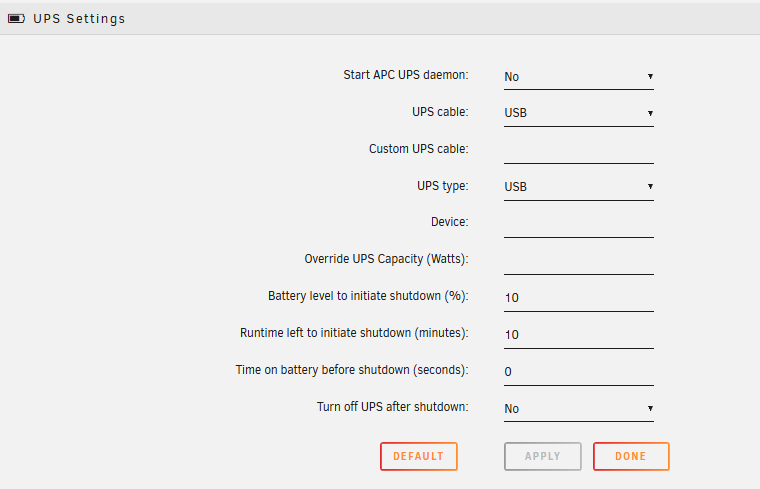 UPS Settings
Start APC UPS daemon: No
UPS cable: USB
Custom UPS cable:
UPS type: USB
Device:
Override UPS Capacity (Watts):
Battery level to initiate shutdown (%): 10
Runtime left to initiate shutdown (minutes): 10
Time on battery before shutdown (seconds): 0
Turn off UPS after shutdown: No
DEFAULT APPLY DONE